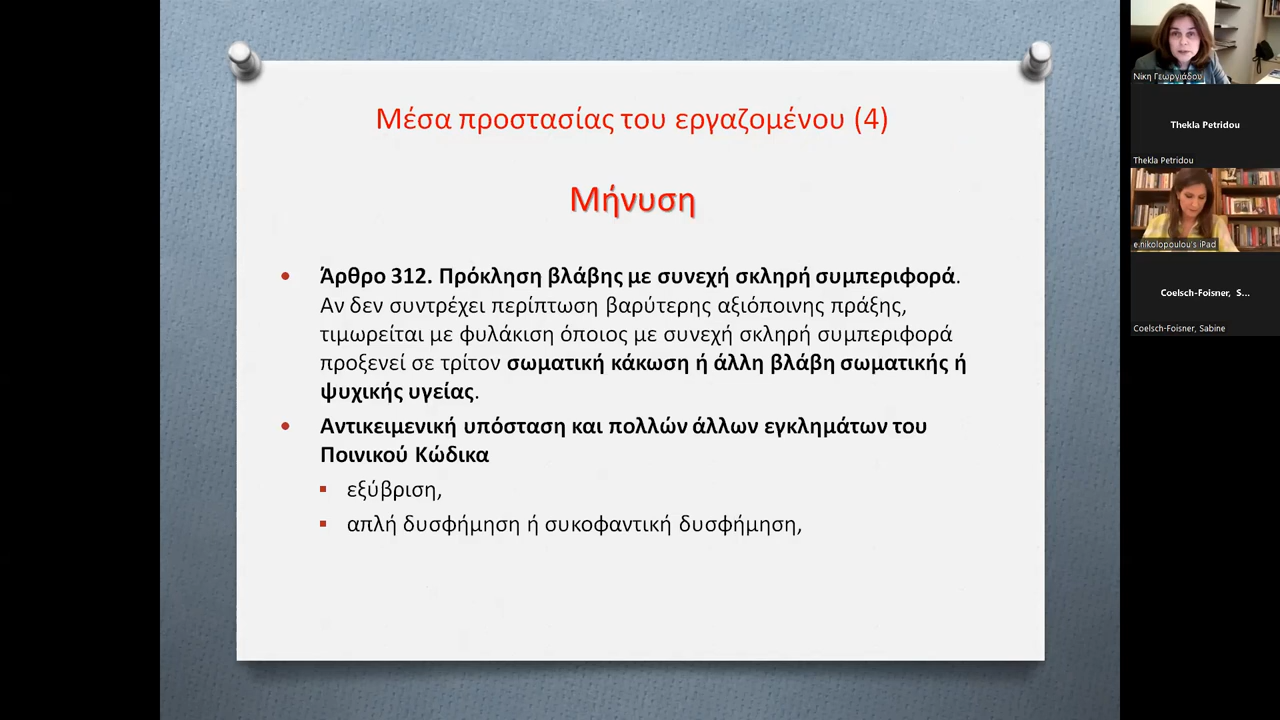 Μέσα προστασίας του εργαζομένου (4)
Μήνυση
• Άρθρο 312. Πρόκληση βλάβης με συνεχή σκληρή συμπεριφορά.
Αν δεν συντρέχει περίπτωση βαρύτερης αξιόποινης πράξης,
τιμωρείται με φυλάκιση όποιος με συνεχή σκληρή συμπεριφορά
προξενεί σε τρίτον σωματική κάκωση ή άλλη βλάβη σωματικής ή
ψυχικής υγείας.
• Αντικειμενική υπόσταση και πολλών άλλων εγκλημάτων του
Ποινικού Κώδικα
▪ εξύβριση,
▪ απλή δυσφήμηση ή συκοφαντική δυσφήμηση,
Νίκη Γεωργιάδου
Thekla Petridou
Thekla Petridou
e.nikolopoulou's iPad
Coelsch-Foisner, S...
Coelsch-Foisner, Sabine